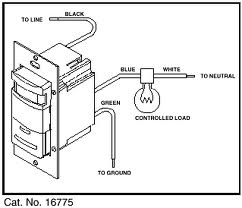 BLACK
TO LINE
BLUE
WHITE
TO NEUTRAL
GREEN
CONTROLLED LOAD
TO GROUND
Cat. No. 16775